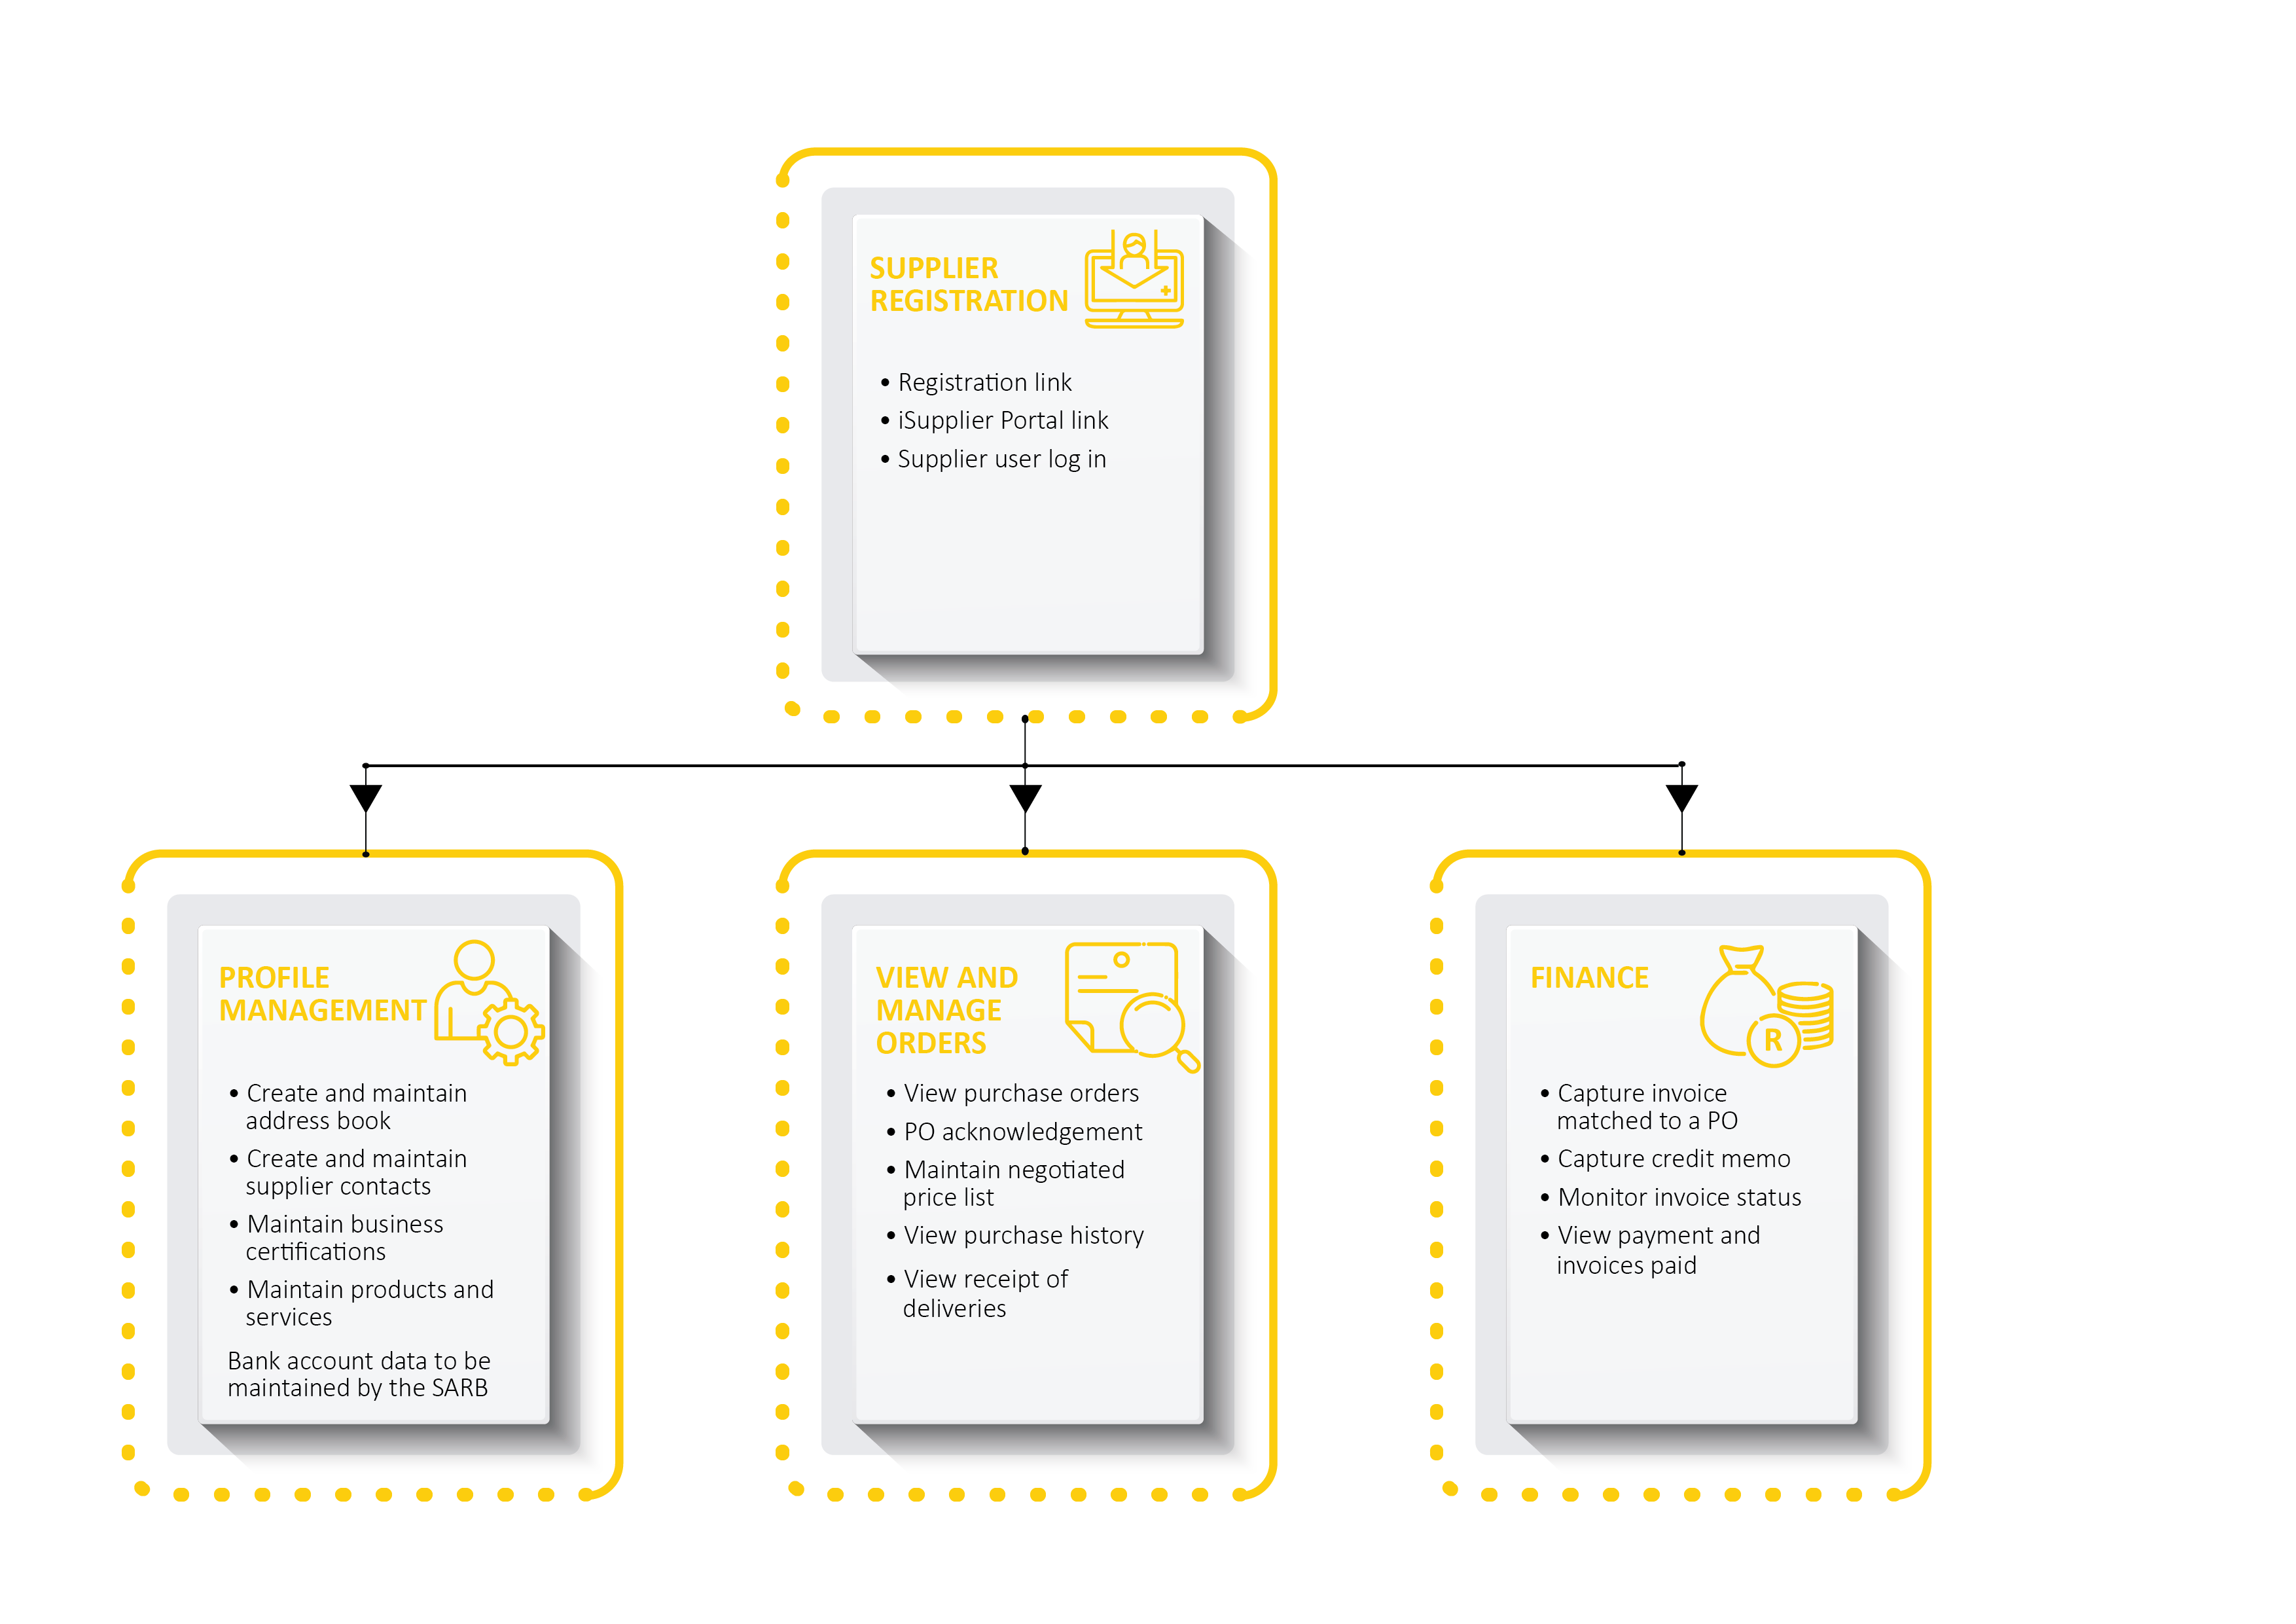 SUPPLIER
REGISTRATION
• Registration link
• iSupplier Portal link
• Supplier user log in
PROFILE
MANAGEMENT
• Create and maintain
address book
• Create and maintain
supplier contacts
• Maintain business
certifications
• Maintain products and
services
Bank account data to be
maintained by the SARB
VIEW AND
MANAGE
ORDERS
• View purchase orders
• PO acknowledgement
• Maintain negotiated
price list
• View purchase history
• View receipt of
deliveries
FINANCE
R
• Capture invoice
matched to a PO
• Capture credit memo
• Monitor invoice status
• View payment and
invoices paid